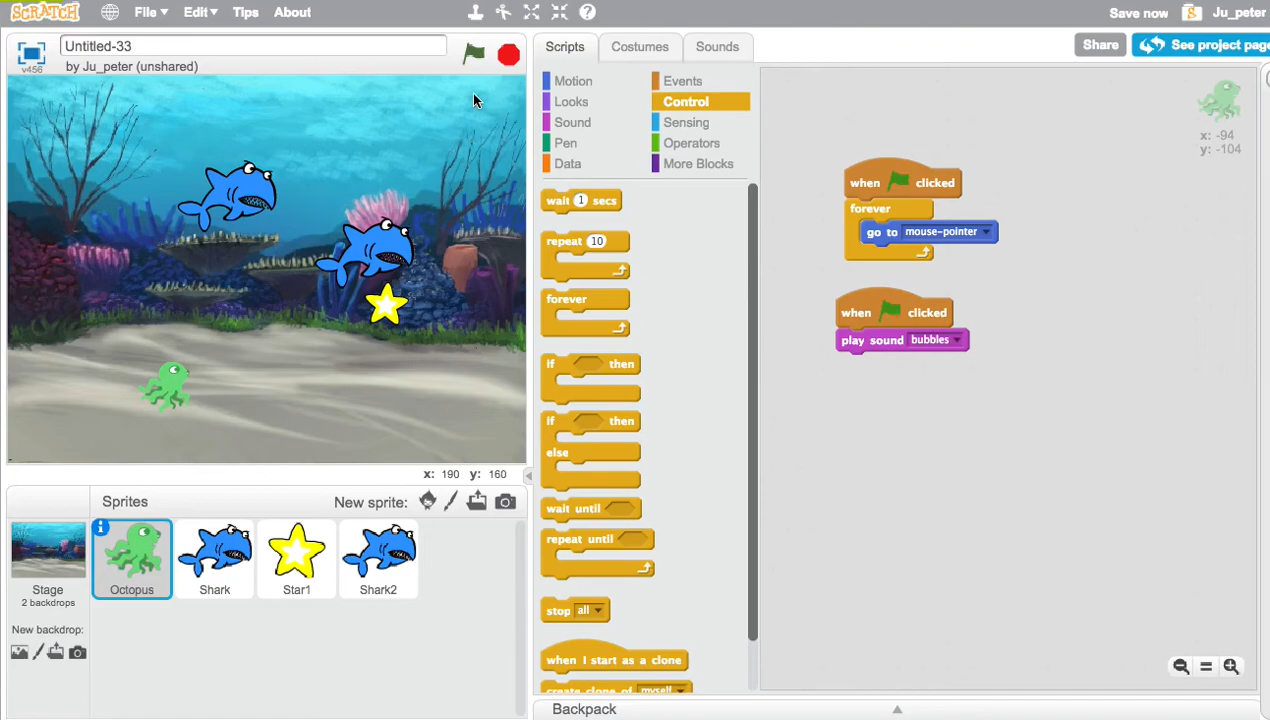 SCRATCH File Edit Tips About Save now Ju_peter
Untitled-33
by Ju_peter (unshared)
v456
Scripts Costumes Sounds Share See project page
Motion Events
Looks Control
Sound Sensing
Pen Operators
Data More Blocks
wait 1 secs
repeat 10
forever
if then
if then
else
wait until
repeat until
stop all
when I start as a clone
create clone of myself
x: -94
y: -104
when clicked
forever
go to mouse-pointer
when clicked
play sound bubbles
x: 190 y: 160
Sprites New sprite:
Stage
2 backdrops
New backdrop:
Octopus Shark Star1 Shark2
Backpack